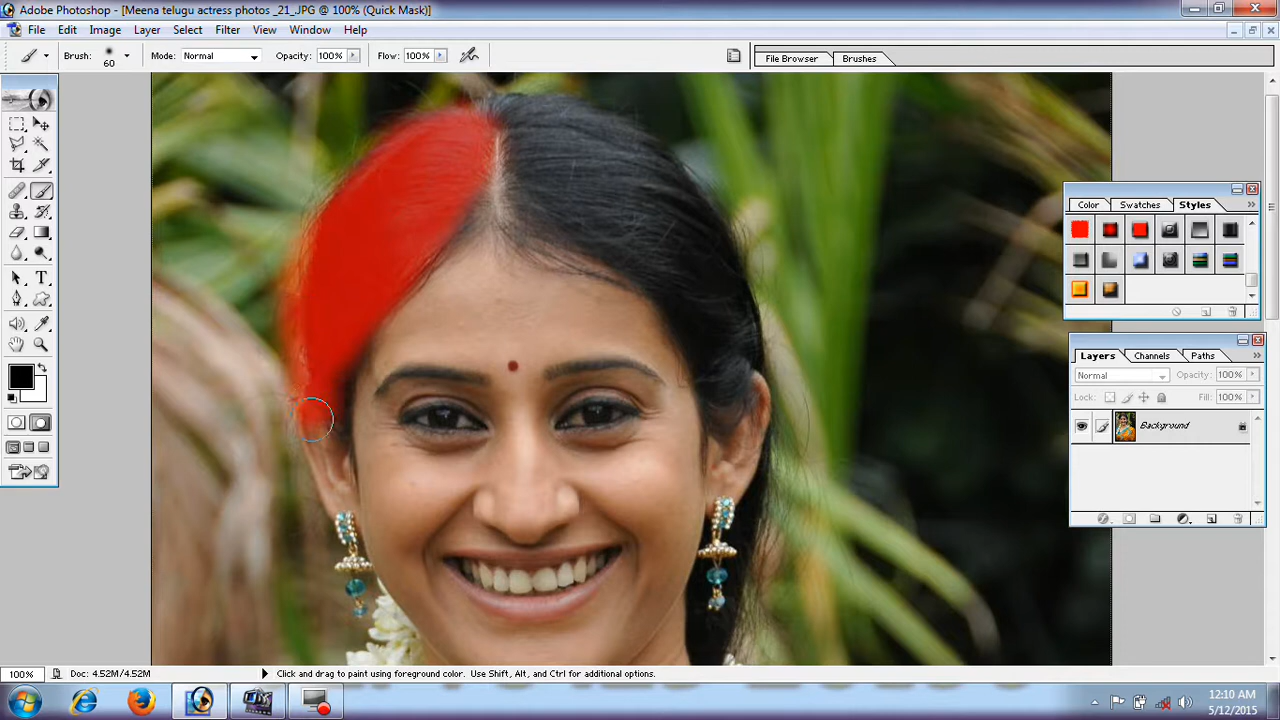 Adobe Photoshop - [Meena telugu actress photos _21_JPG @ 100% (Quick Mask)]
File Edit Image Layer Select Filter View Window Help
Brush: 60 Mode: Normal Opacity: 100% Flow: 100% File Browser Brushes
Color Swatches Styles
Layers Channels Paths
Normal Opacity: 100%
Lock: Fill: 100%
Background
100% Doc: 4.52M/4.52M Click and drag to paint using foreground color. Use Shift, Alt, and Ctrl for additional options.
12:10 AM
5/12/2015